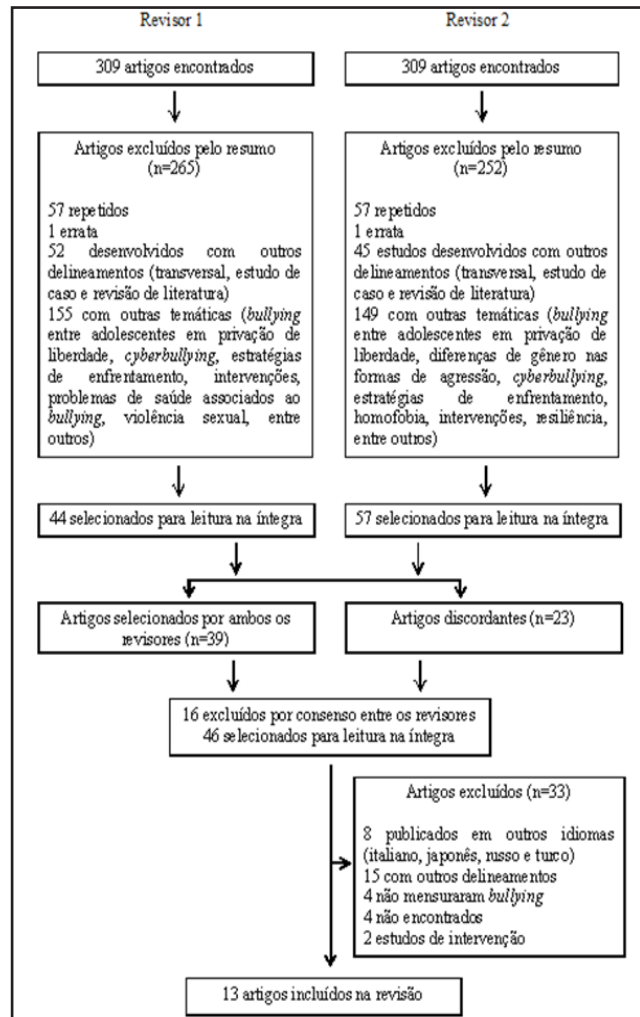 Revisor 1
Revisor 2
309 artigos encontrados
309 artigos encontrados
Artigos excluídos pelo resumo
(n=265)
57 repetidos
1 errata
52 desenvolvidos com outros
delineamentos (transversal, estudo de
caso e revisão de literatura)
155 com outras temáticas (bullying
entre adolescentes em privação de
liberdade, cyberbullying, estratégias
de enfrentamento, intervenções,
problemas de saúde associados ao
bullying, violência sexual, entre
outros)
Artigos excluídos pelo resumo
(n=252)
57 repetidos
1 errata
45 estudos desenvolvidos com outros
delineamentos (transversal, estudo de
caso e revisão de literatura)
149 com outras temáticas (bullying
entre adolescentes em privação de
liberdade, diferenças de gênero nas
formas de agressão, cyberbullying,
estratégias de enfrentamento,
homofobia, intervenções, resiliência,
entre outros)
44 selecionados para leitura na íntegra
57 selecionados para leitura na íntegra
Artigos selecionados por ambos os
revisores (n=39)
Artigos discordantes (n=23)
16 excluídos por consenso entre os revisores
46 selecionados para leitura na íntegra
Artigos excluídos (n=33)
8 publicados em outros idiomas
(italiano, japonês, russo e turco)
15 com outros delineamentos
4 não mensuraram bullying
4 não encontrados
2 estudos de intervenção
13 artigos incluídos na revisão